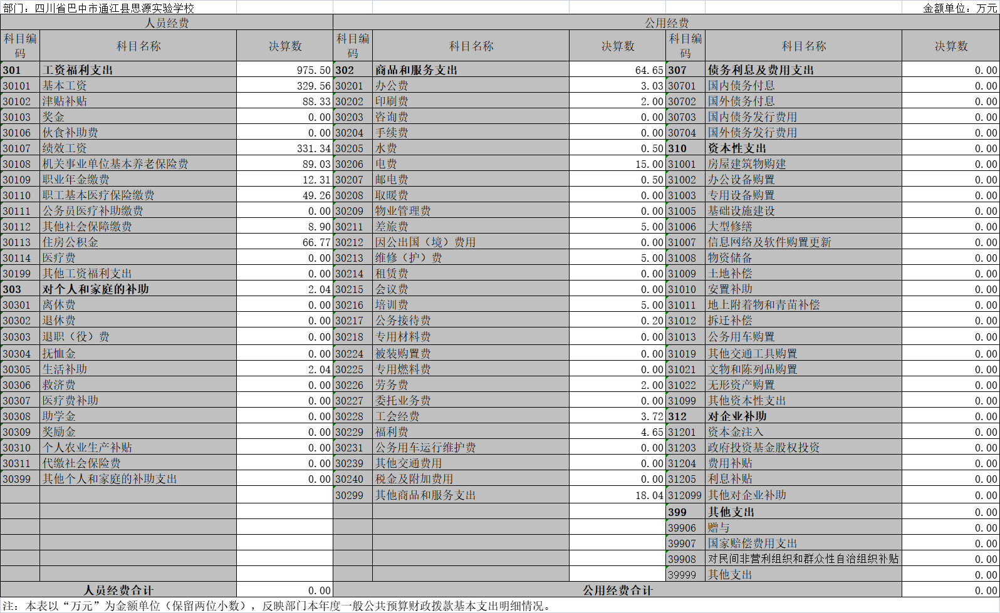 部门：四川省巴中市通江县思源实验学校 金额单位：万元
人员经费 公用经费
科目编码 科目名称 决算数 科目编码 科目名称 决算数 科目编码 科目名称 决算数
301 工资福利支出 975.50 302 商品和服务支出 64.65 307 债务利息及费用支出 0.00
30101 基本工资 329.56 30201 办公费 3.03 30701 国内债务付息 0.00
30102 津贴补贴 88.33 30202 印刷费 2.00 30702 国外债务付息 0.00
30103 奖金 0.00 30203 咨询费 0.00 30703 国内债务发行费用 0.00
30106 伙食补助费 0.00 30204 手续费 0.00 30704 国外债务发行费用 0.00
30107 绩效工资 331.34 30205 水费 0.50 310 资本性支出 0.00
30108 机关事业单位基本养老保险费 89.03 30206 电费 15.00 31001 房屋建筑物购建 0.00
30109 职业年金缴费 12.31 30207 邮电费 0.50 31002 办公设备购置 0.00
30110 职工基本医疗保险缴费 49.26 30208 取暖费 0.00 31003 专用设备购置 0.00
30111 公务员医疗补助缴费 0.00 30209 物业管理费 0.00 31005 基础设施建设 0.00
30112 其他社会保障缴费 8.90 30211 差旅费 5.00 31006 大型修缮 0.00
30113 住房公积金 66.77 30212 因公出国（境）费用 0.00 31007 信息网络及软件购置更新 0.00
30114 医疗费 0.00 30213 维修（护）费 5.00 31008 物资储备 0.00
30199 其他工资福利支出 0.00 30214 租赁费 0.00 31009 土地补偿 0.00
303 对个人和家庭的补助 2.04 30215 会议费 0.00 31010 安置补助 0.00
30301 离休费 0.00 30216 培训费 5.00 31011 地上附着物和青苗补偿 0.00
30302 退休费 0.00 30217 公务接待费 0.20 31012 拆迁补偿 0.00
30303 退职（役）费 0.00 30218 专用材料费 0.00 31013 公务用车购置 0.00
30304 抚恤金 0.00 30224 被装购置费 0.00 31019 其他交通工具购置 0.00
30305 生活补助 2.04 30225 专用燃料费 0.00 31021 文物和陈列品购置 0.00
30306 救济费 0.00 30226 劳务费 2.00 31022 无形资产购置 0.00
30307 医疗费补助 0.00 30227 委托业务费 0.00 31099 其他资本性支出 0.00
30308 助学金 0.00 30228 工会经费 3.72 312 对企业补助 0.00
30309 奖励金 0.00 30229 福利费 4.65 31201 资本金注入 0.00
30310 个人农业生产补贴 0.00 30231 公务用车运行维护费 0.00 31203 政府投资基金股权投资 0.00
30311 代缴社会保险费 0.00 30239 其他交通费用 0.00 31204 费用补贴 0.00
30399 其他个人和家庭的补助支出 0.00 30240 税金及附加费用 0.00 31205 利息补贴 0.00
30299 其他商品和服务支出 18.04 312099 其他对企业补助 0.00
399 其他支出 0.00
39906 赠与 0.00
39907 国家赔偿费用支出 0.00
39908 对民间非营利组织和群众性自治组织补贴 0.00
39999 其他支出 0.00
人员经费合计 0.00 公用经费合计 0.00
注：本表以“万元”为金额单位（保留两位小数），反映部门本年度一般公共预算财政拨款基本支出明细情况。